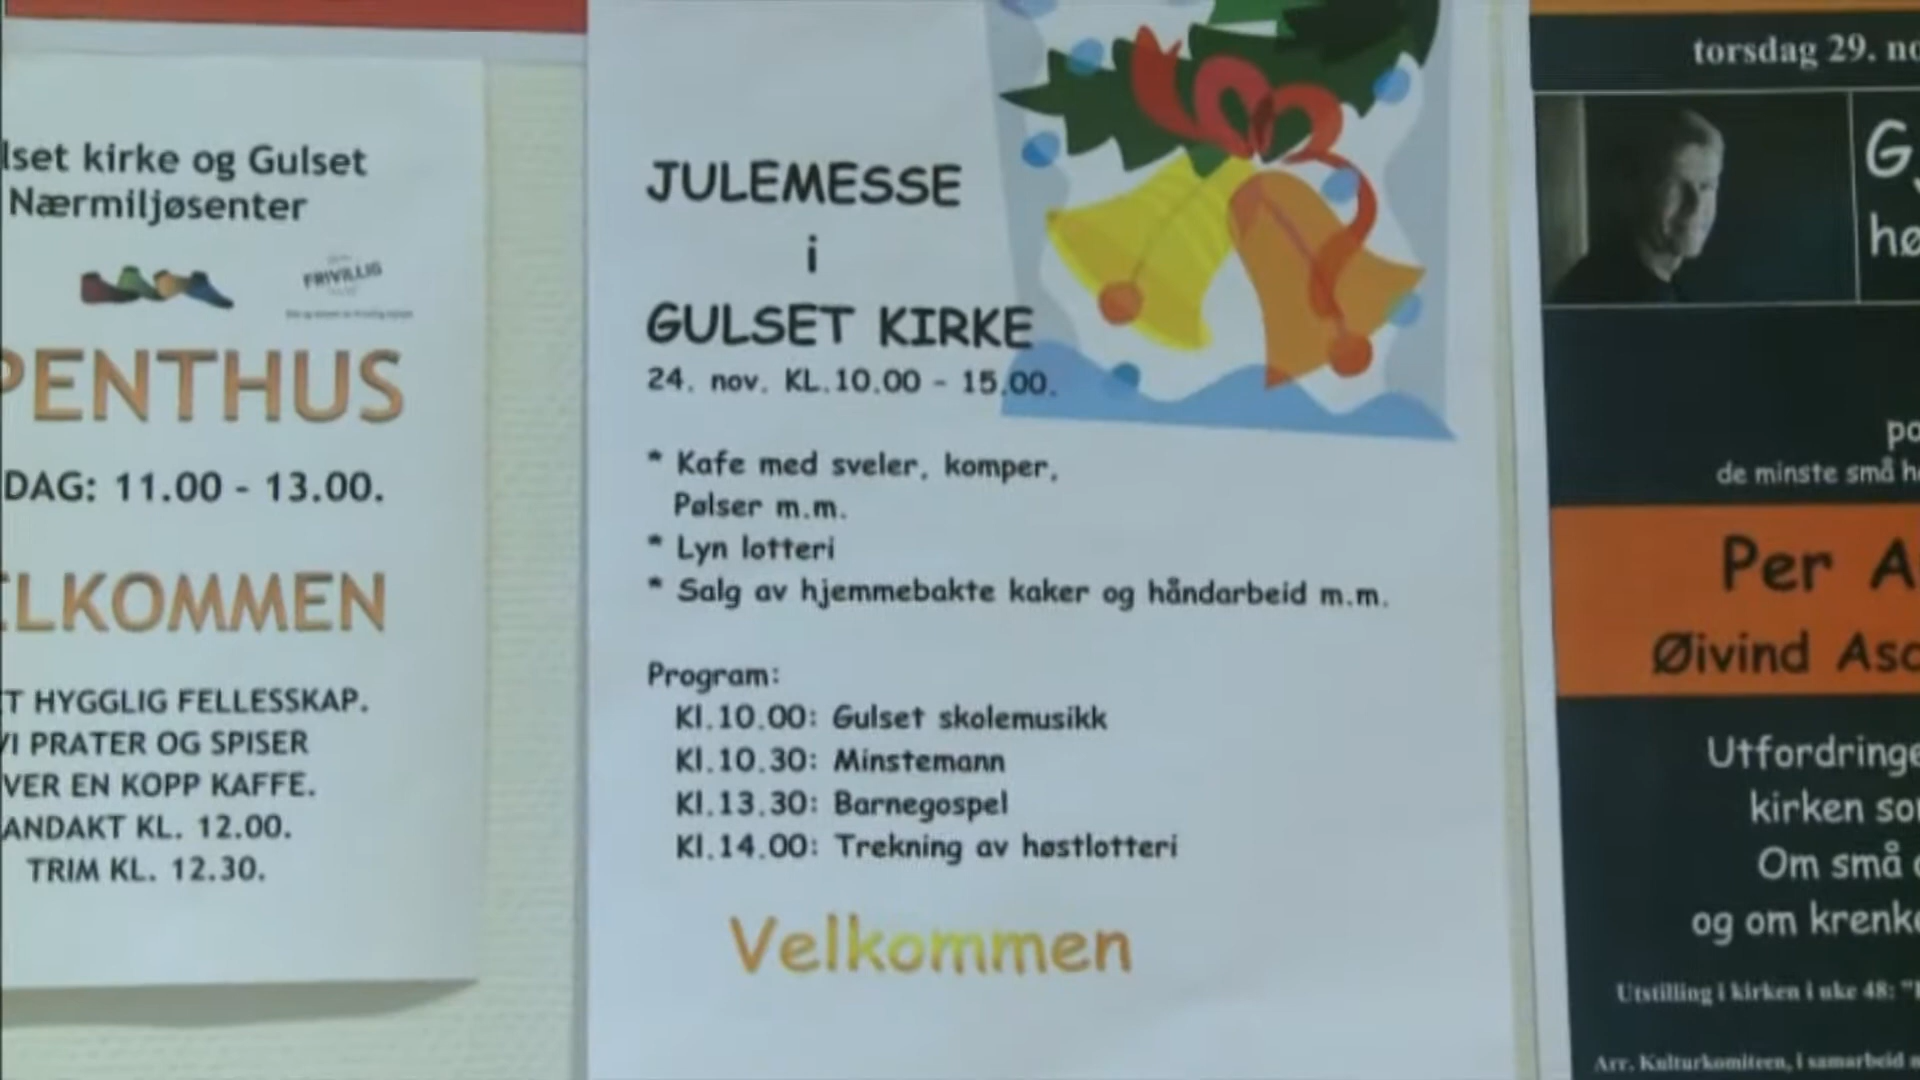 lset kirke og Gulset
Nærmiljøsenter
FRIVILLIG
PENTHUS
DAG: 11.00 - 13.00.
LKOMMEN
T HYGGLIG FELLESSKAP.
VI PRATER OG SPISER
VER EN KOPP KAFFE.
ANDAKT KL. 12.00.
TRIM KL. 12.30.
JULEMESSE
i
GULSET KIRKE
24. nov. KL.10.00 - 15.00.
* Kafe med sveler, komper,
Pølser m.m.
* Lyn lotteri
* Salg av hjemmebakte kaker og håndarbeid m.m.
Program:
Kl.10.00: Gulset skolemusikk
Kl.10.30: Minstemann
Kl.13.30: Barnegospel
Kl.14.00: Trekning av høstlotteri
Velkommen
torsdag 29. no
G
hø
po
de minste små h
Per A
Øivind Asc
Utfordringe
kirken so
Om små
og om krenke
Utstilling i kirken i uke 48: "
Arr. Kulturkomiteen, i samarbeid